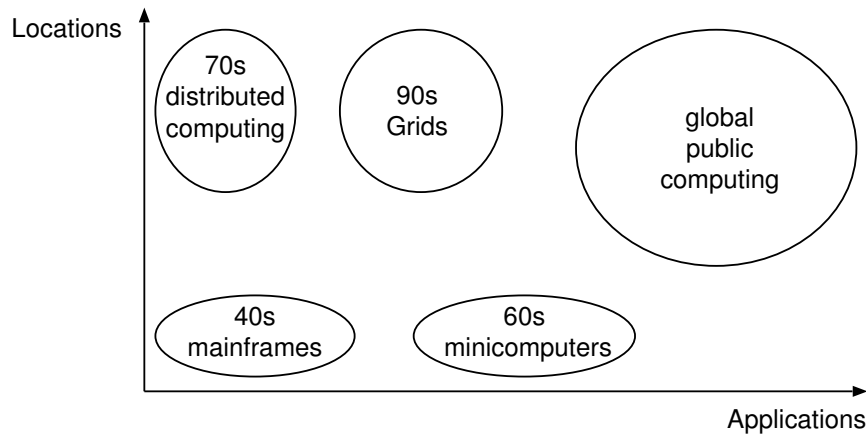 Locations
70s
distributed
computing
90s
Grids
global
public
computing
40s
mainframes
60s
minicomputers
Applications